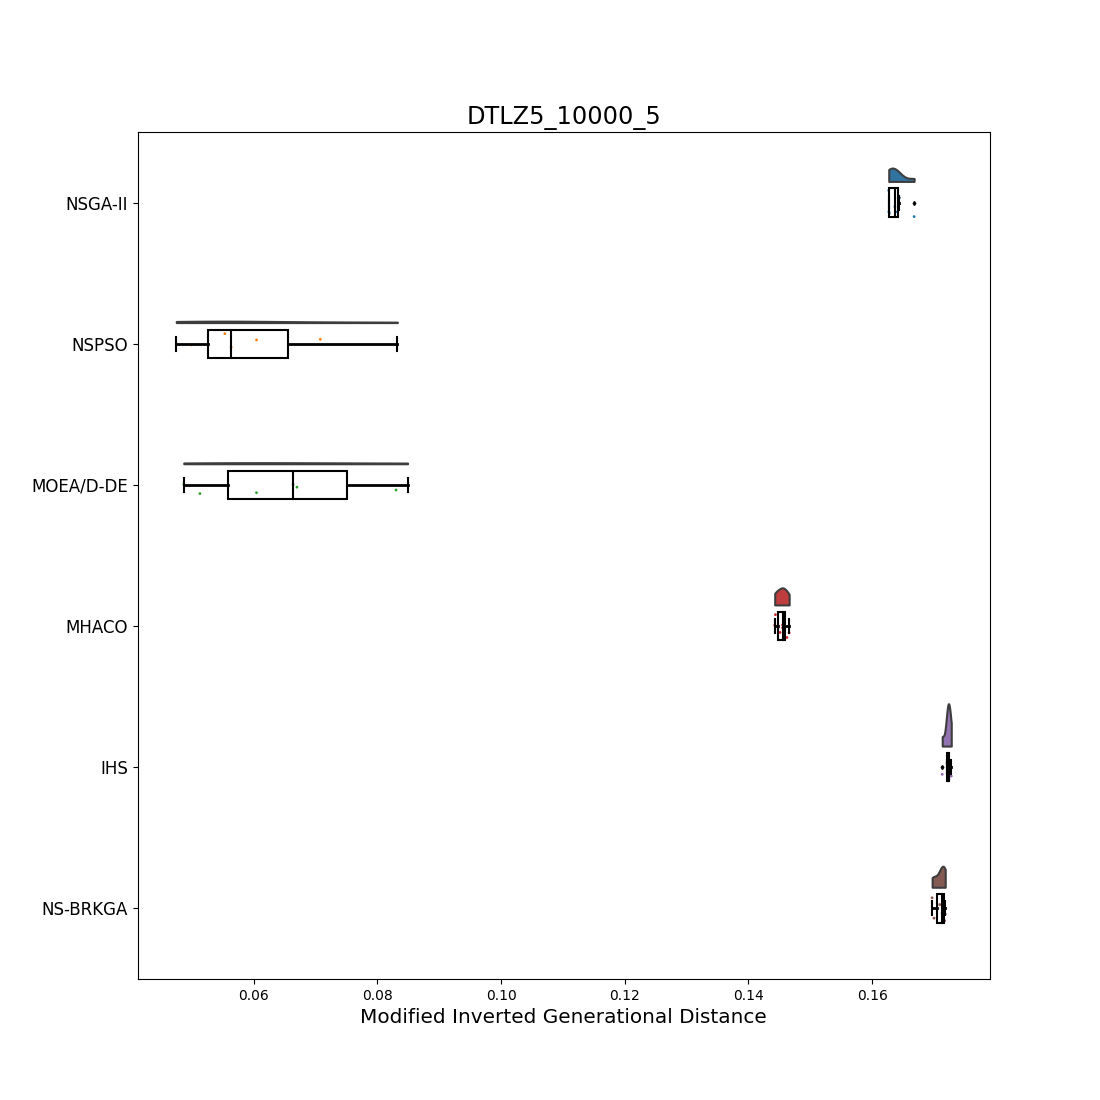 DTLZ5_10000_5
NSGA-II
NSPSO
MOEA/D-DE
MHACO
IHS
NS-BRKGA
0.06 0.08 0.10 0.12 0.14 0.16
Modified Inverted Generational Distance